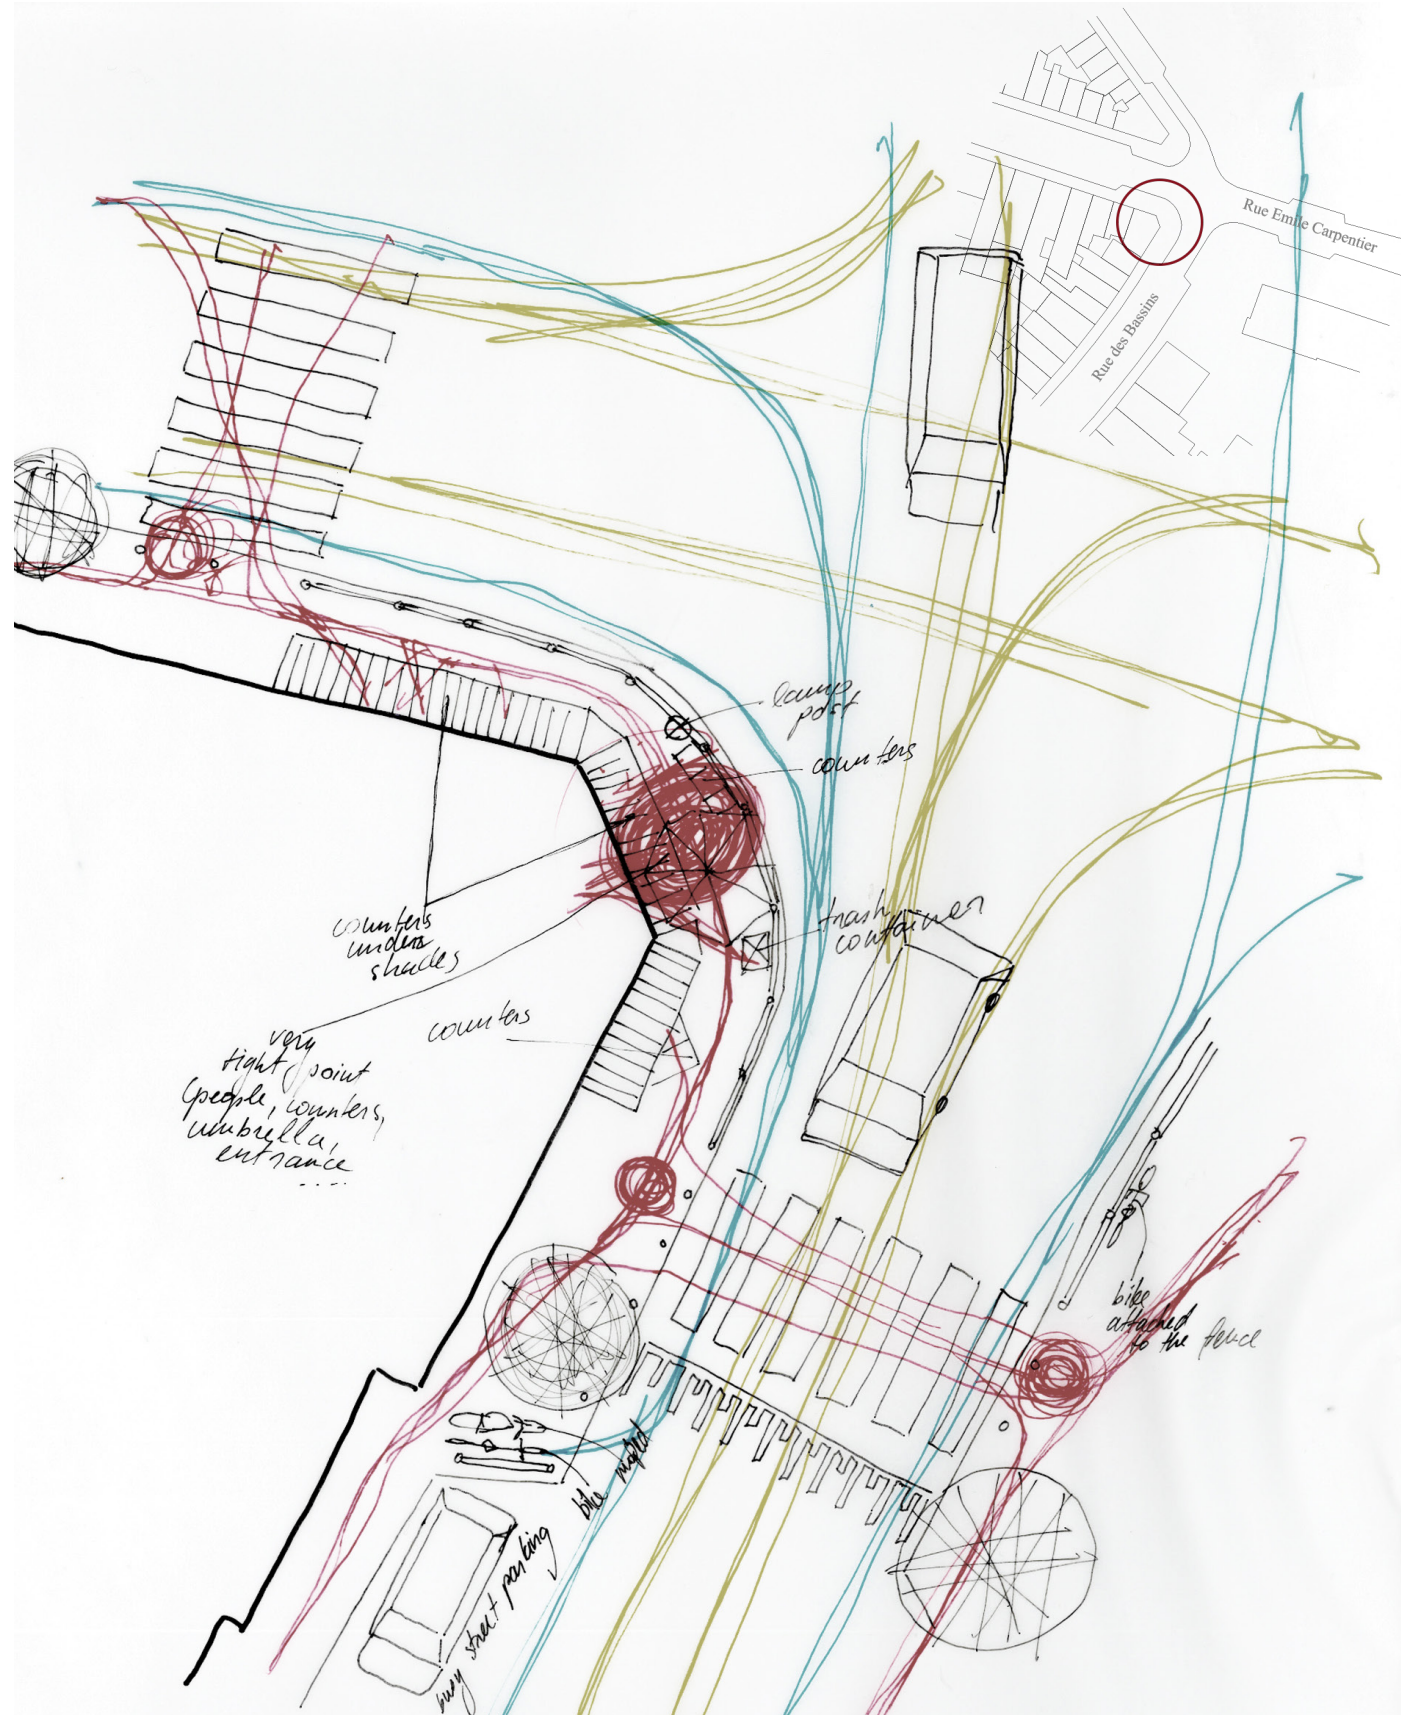 Rue Emile Carpentier
Rue des Bassins
lamp
post
counters
trash
container
counters
under
shades
counters
very
tight point
(people, counters,
umbrella,
entrance
....
bike
attached
to the fence
bike moped
busy street parking